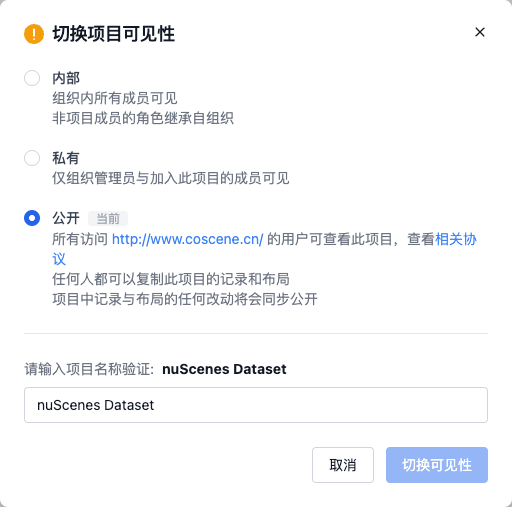 切换项目可见性
内部
组织内所有成员可见
非项目成员的角色继承自组织
私有
仅组织管理员与加入此项目的成员可见
公开 当前
所有访问 http://www.coscene.cn/ 的用户可查看此项目，查看相关协
议
任何人都可以复制此项目的记录和布局
项目中记录与布局的任何改动将会同步公开
请输入项目名称验证: nuScenes Dataset
nuScenes Dataset
取消 切换可见性